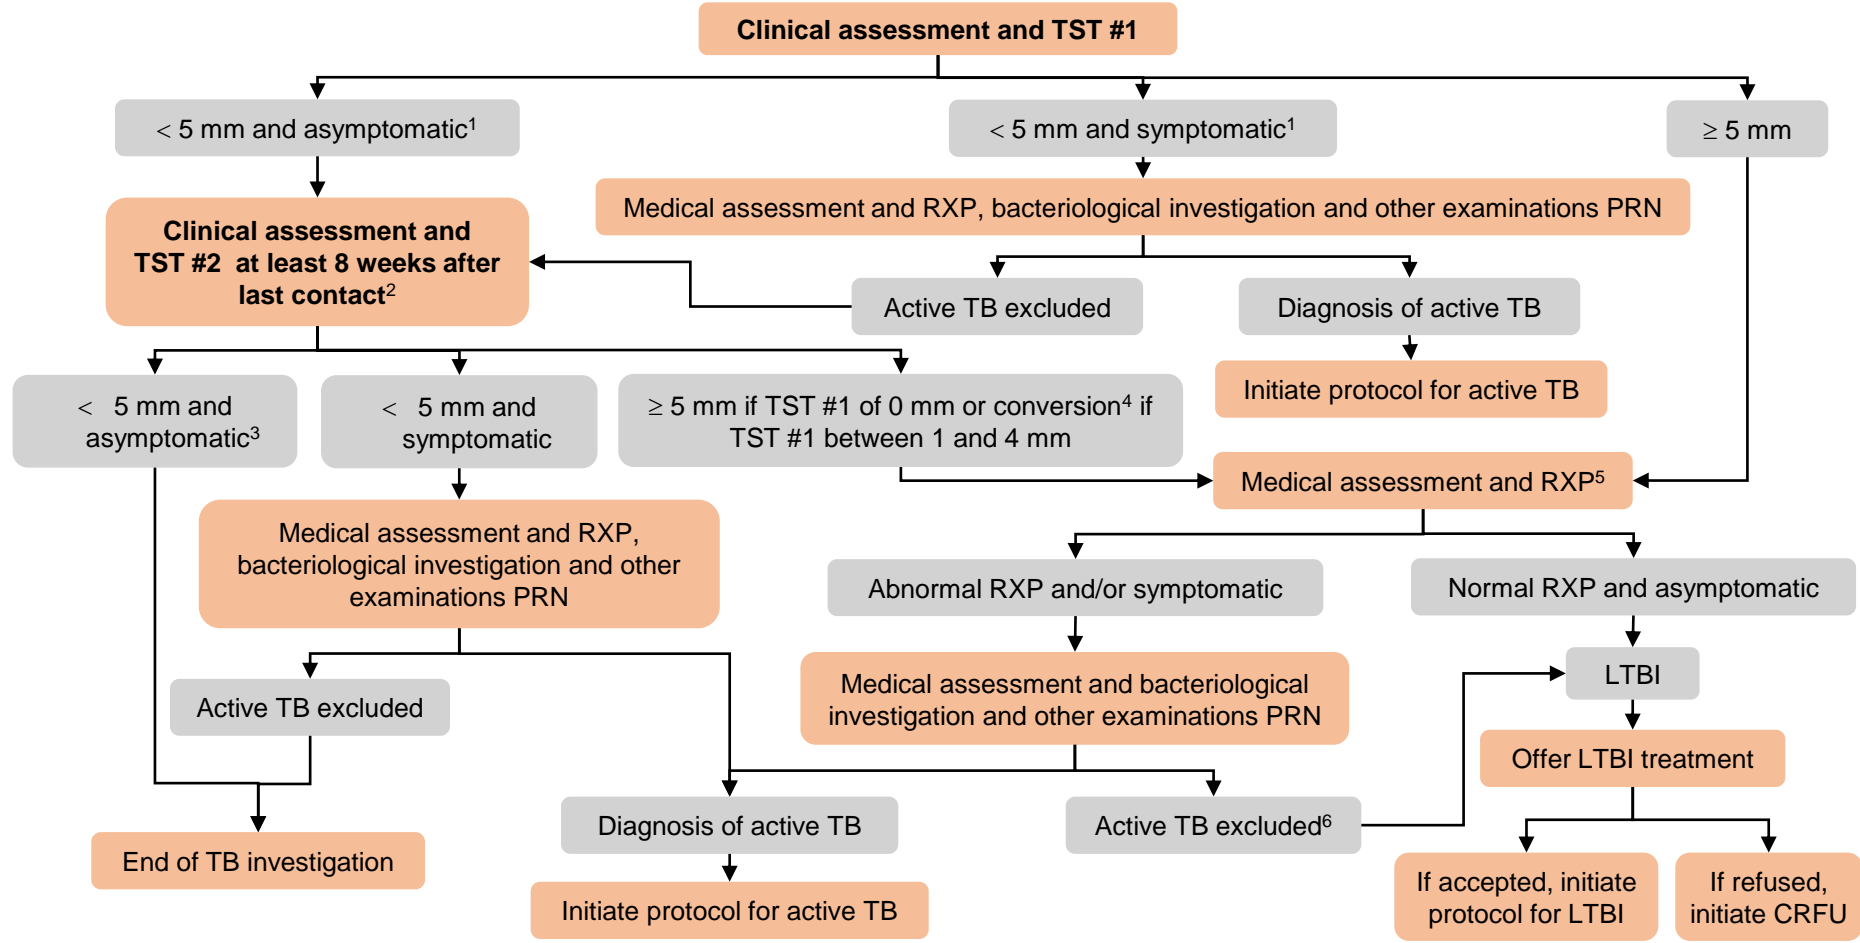 Clinical assessment and TST #1
< 5 mm and asymptomatic¹
< 5 mm and symptomatic¹
≥ 5 mm
Medical assessment and RXP, bacteriological investigation and other examinations PRN
Clinical assessment and
TST #2 at least 8 weeks after
last contact²
Active TB excluded
Diagnosis of active TB
Initiate protocol for active TB
< 5 mm and
asymptomatic³
< 5 mm and
symptomatic
≥ 5 mm if TST #1 of 0 mm or conversion⁴ if
TST #1 between 1 and 4 mm
Medical assessment and RXP⁵
Medical assessment and RXP,
bacteriological investigation and other
examinations PRN
Abnormal RXP and/or symptomatic
Normal RXP and asymptomatic
Active TB excluded
Medical assessment and bacteriological
investigation and other examinations PRN
LTBI
Offer LTBI treatment
Diagnosis of active TB
Active TB excluded⁶
End of TB investigation
Initiate protocol for active TB
If accepted, initiate
protocol for LTBI
If refused,
initiate CRFU